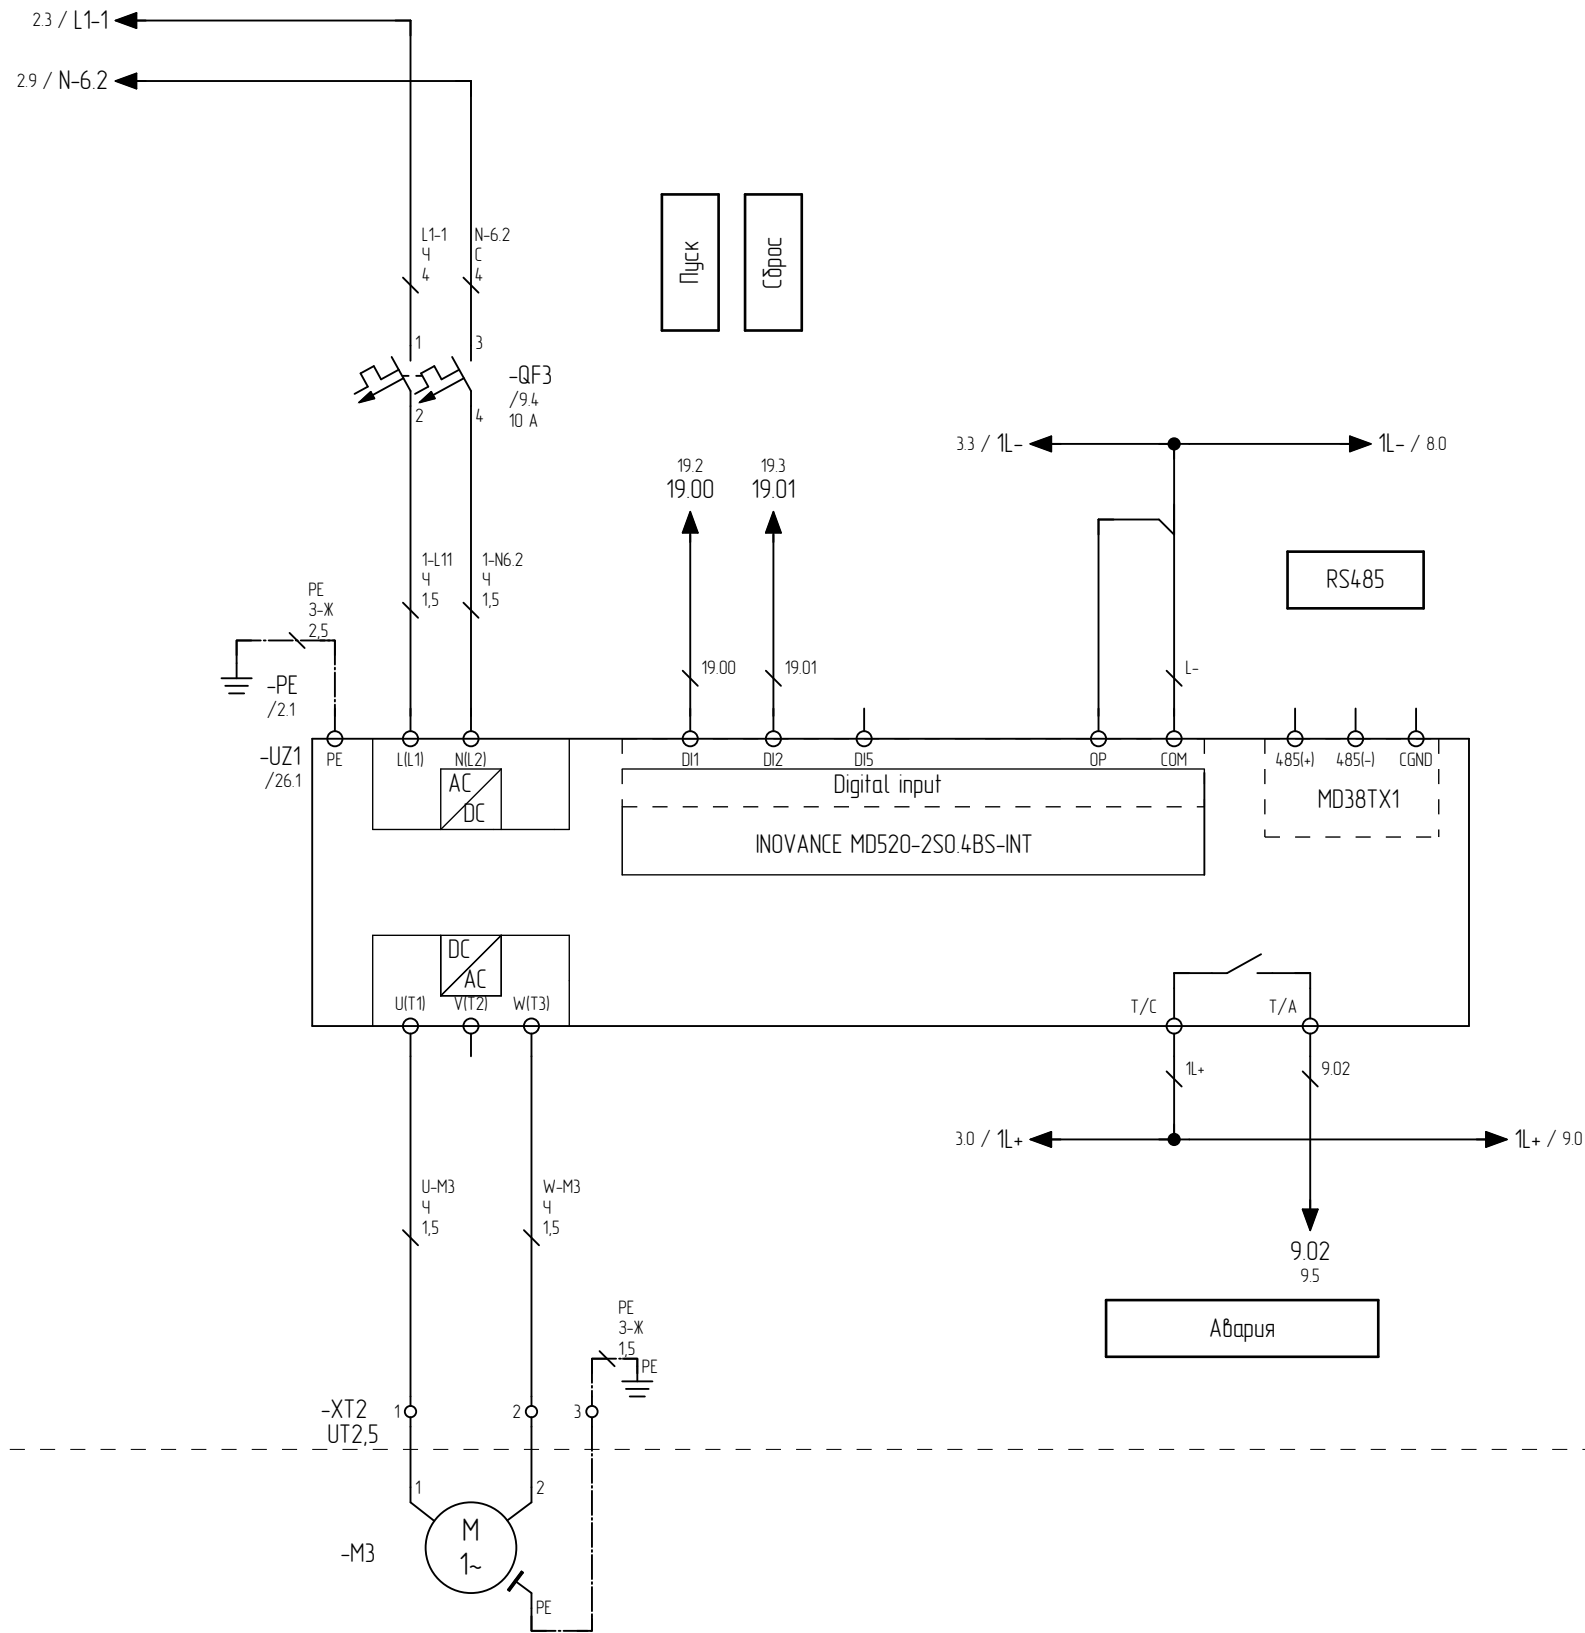 2.3 / L1-1
2.9 / N-6.2
L1-1
Ч
4
N-6.2
С
4
Пуск
Сброс
1
3
-QF3
/9.4
10 А
2
4
3.3 / 1L-
1L- / 8.0
19.2
19.00
19.3
19.01
1-L11
Ч
1,5
1-N6.2
Ч
1,5
RS485
PE
З-Ж
2,5
19.00
19.01
L-
-PE
/2.1
-UZ1
/26.1
PE
L(L1)
N(L2)
DI1
DI2
DI5
OP
COM
485(+)
485(-)
CGND
AC
DC
Digital input
MD38TX1
INOVANCE MD520-2S0.4BS-INT
DC
AC
U(T1)
V(T2)
W(T3)
T/C
T/A
1L+
9.02
3.0 / 1L+
1L+ / 9.0
U-M3
Ч
1,5
W-M3
Ч
1,5
9.02
9.5
Авария
PE
З-Ж
1,5
PE
-XT2
UT2,5
1
2
3
1
2
M
1~
-M3
PE